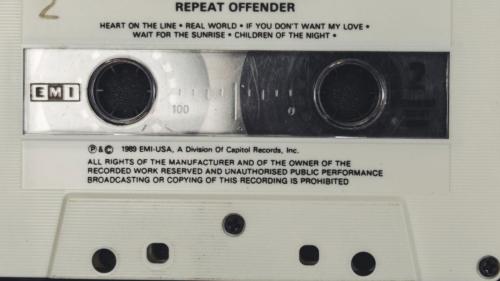 2
REPEAT OFFENDER
HEART ON THE LINE • REAL WORLD • IF YOU DON'T WANT MY LOVE •
WAIT FOR THE SUNRISE • CHILDREN OF THE NIGHT •
EMI
100
2
0
℗ & © 1989 EMI-USA, A Division Of Capitol Records, Inc.
ALL RIGHTS OF THE MANUFACTURER AND OF THE OWNER OF THE
RECORDED WORK RESERVED AND UNAUTHORISED PUBLIC PERFORMANCE
BROADCASTING OR COPYING OF THIS RECORDING IS PROHIBITED